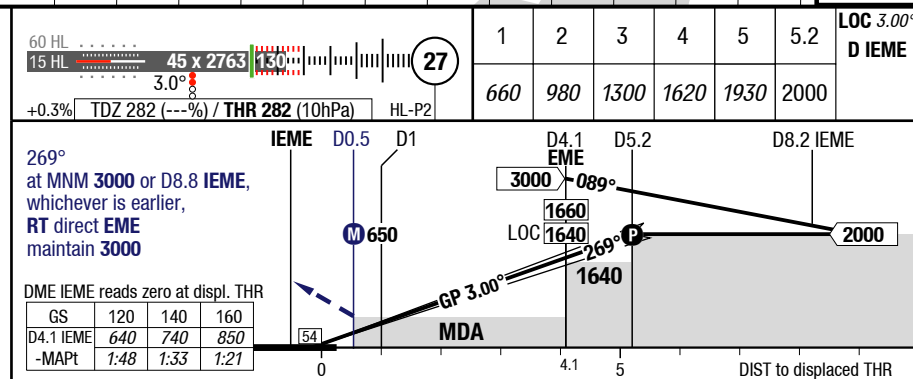 60 HL
15 HL 45 x 2763 130 27
3.0°
+0.3% TDZ 282 (---%) / THR 282 (10hPa) HL-P2
1 2 3 4 5 5.2 LOC 3.00°
D IEME
660 980 1300 1620 1930 2000
IEME D0.5 D1 D4.1 D5.2 D8.2 IEME
EME
269°
at MNM 3000 or D8.8 IEME,
whichever is earlier,
RT direct EME
maintain 3000
3000 089°
1660
M 650 LOC 1640 269° P 2000
1640
GP 3.00°
MDA
DME IEME reads zero at displ. THR
GS 120 140 160
D4.1 IEME 640 740 850
-MAPt 1:48 1:33 1:21
54
0 4.1 5 DIST to displaced THR